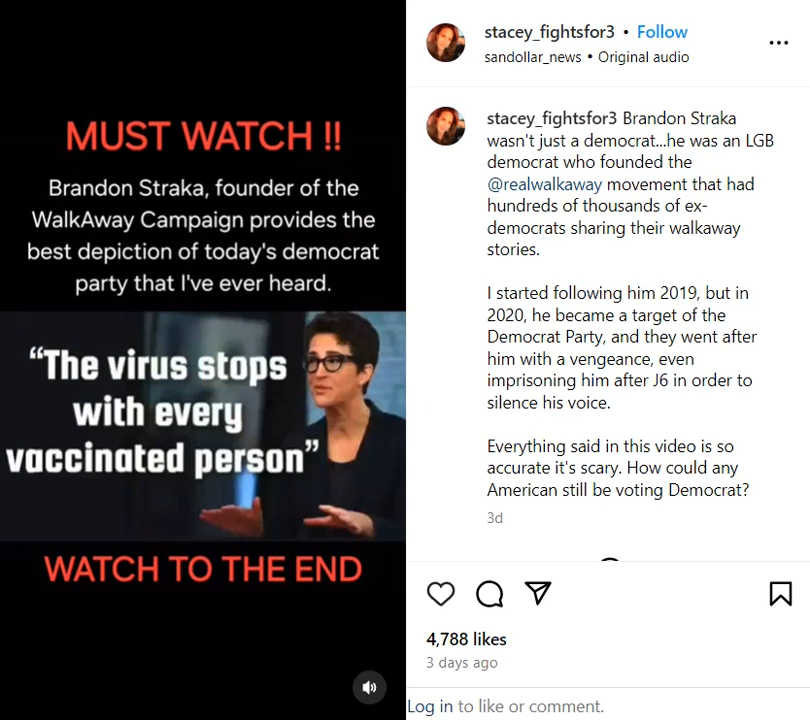 MUST WATCH !!
Brandon Straka, founder of the
WalkAway Campaign provides the
best depiction of today's democrat
party that I've ever heard.
“The virus stops
with every
vaccinated person”
WATCH TO THE END
stacey_fightsfor3 • Follow
sandollar_news • Original audio
stacey_fightsfor3 Brandon Straka
wasn't just a democrat...he was an LGB
democrat who founded the
@realwalkaway movement that had
hundreds of thousands of ex-
democrats sharing their walkaway
stories.
I started following him 2019, but in
2020, he became a target of the
Democrat Party, and they went after
him with a vengeance, even
imprisoning him after J6 in order to
silence his voice.
Everything said in this video is so
accurate it's scary. How could any
American still be voting Democrat?
3d
4,788 likes
3 days ago
Log in to like or comment.